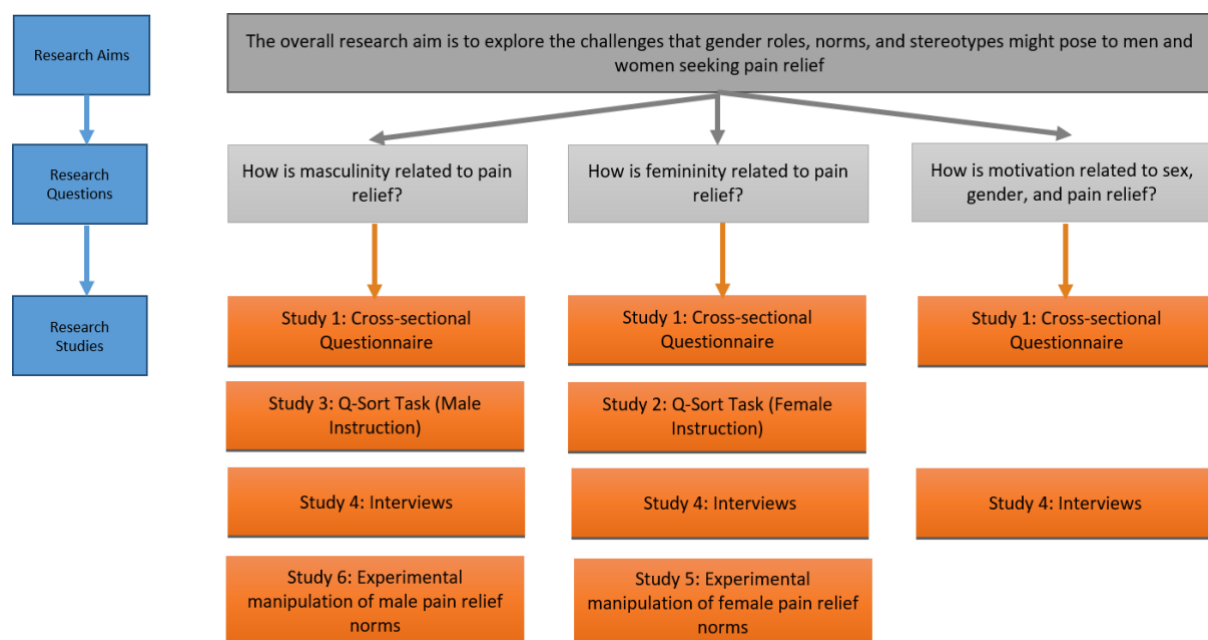 Research Aims
The overall research aim is to explore the challenges that gender roles, norms, and stereotypes might pose to men and
women seeking pain relief
Research
Questions
How is masculinity related to pain
relief?
How is femininity related to pain
relief?
How is motivation related to sex,
gender, and pain relief?
Research
Studies
Study 1: Cross-sectional
Questionnaire
Study 1: Cross-sectional
Questionnaire
Study 1: Cross-sectional
Questionnaire
Study 3: Q-Sort Task (Male
Instruction)
Study 2: Q-Sort Task (Female
Instruction)
Study 4: Interviews
Study 4: Interviews
Study 4: Interviews
Study 6: Experimental
manipulation of male pain relief
norms
Study 5: Experimental
manipulation of female pain relief
norms